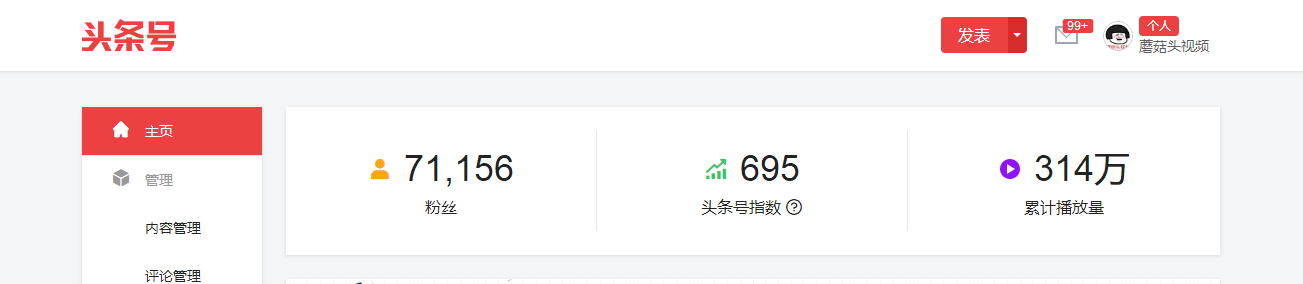 头条号
发表
99+
个人
蘑菇头视频
主页
管理
内容管理
评论管理
71,156
粉丝
695
头条号指数 ?
314万
累计播放量